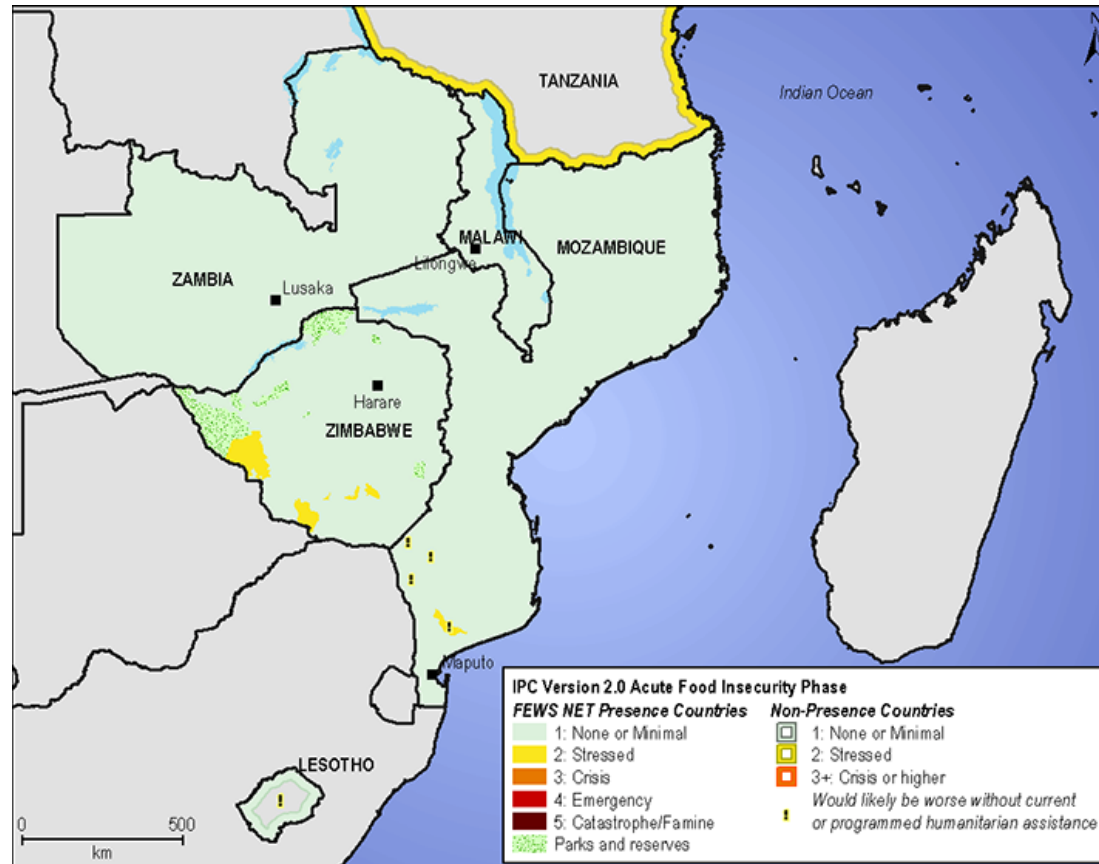 TANZANIA
Indian Ocean
N
MALAWI
Lilongwe
MOZAMBIQUE
ZAMBIA
Lusaka
Harare
ZIMBABWE
Maputo
LESOTHO
0 500
km
IPC Version 2.0 Acute Food Insecurity Phase
FEWS NET Presence Countries
1: None or Minimal
2: Stressed
3: Crisis
4: Emergency
5: Catastrophe/Famine
Parks and reserves
Non-Presence Countries
1: None or Minimal
2: Stressed
3+: Crisis or higher
! Would likely be worse without current
or programmed humanitarian assistance